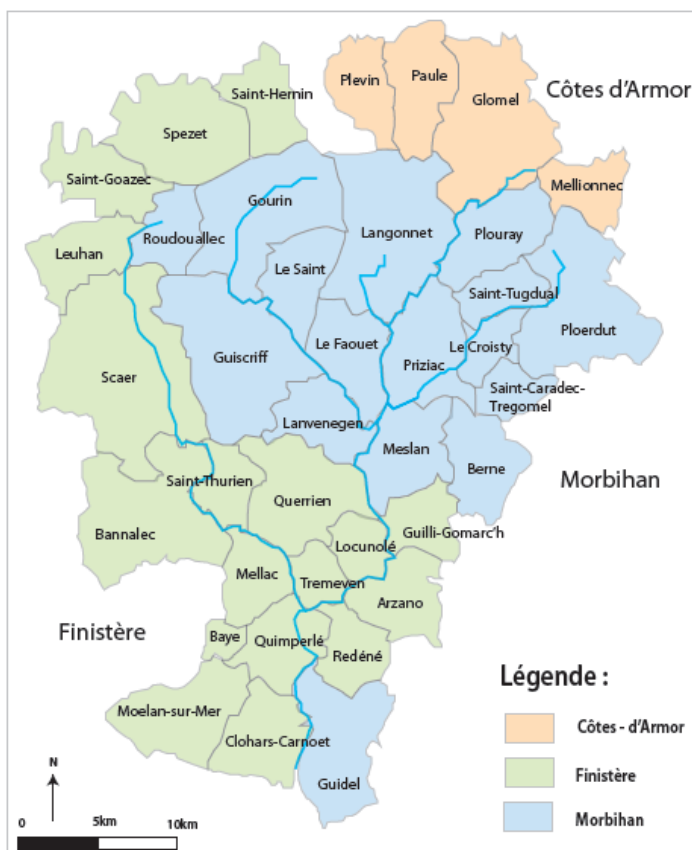 Saint-Hernin
Plevin
Paule
Glomel
Côtes d'Armor
Spezet
Saint-Goazec
Mellionnec
Gourin
Leuhan
Roudouallec
Langonnet
Plouray
Le Saint
Saint-Tugdual
Ploerdut
Guiscriff
Le Faouet
Priziac
Le Croisty
Scaer
Saint-Caradec-
Tregomel
Lanvenegen
Meslan
Berne
Morbihan
Saint-Thurien
Querrien
Bannalec
Guilli-Gomarc'h
Locunolé
Mellac
Tremeven
Arzano
Finistère
Baye
Quimperlé
Redéné
Légende :
Moelan-sur-Mer
Clohars-Carnoet
Guidel
Côtes - d'Armor
Finistère
Morbihan
N
0 5km 10km